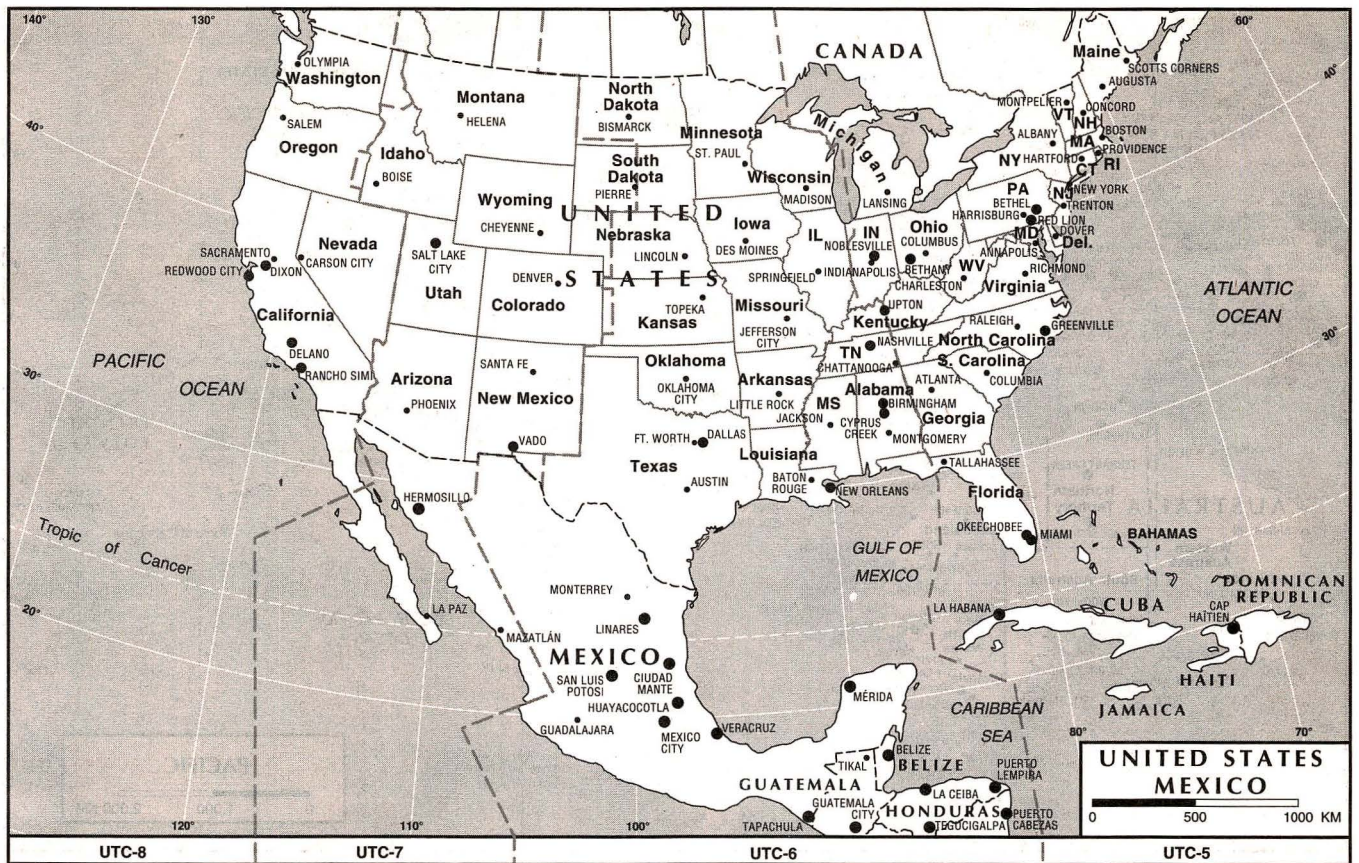 140°
130°
60°
CANADA
Maine
SCOTTS CORNERS
AUGUSTA
OLYMPIA
Washington
Montana
HELENA
North
Dakota
BISMARCK
Minnesota
ST. PAUL
Michigan
MONTPELIER
VT
CONCORD
NH
40°
40°
SALEM
Oregon
Idaho
BOISE
South
Dakota
PIERRE
Wisconsin
MADISON
LANSING
ALBANY
MA
BOSTON
PROVIDENCE
NY
HARTFORD
CT
RI
Wyoming
CHEYENNE
UNITED
STATES
Nebraska
LINCOLN
Iowa
DES MOINES
IL
SPRINGFIELD
IN
NOBLESVILLE
INDIANAPOLIS
Ohio
COLUMBUS
BETHANY
PA
BETHEL
HARRISBURG
NJ
NEW YORK
TRENTON
RED LION
DOVER
MD
Del.
ANNAPOLIS
WV
CHARLESTON
RICHMOND
Virginia
SACRAMENTO
REDWOOD CITY
DIXON
Nevada
CARSON CITY
SALT LAKE
CITY
Utah
DENVER
Colorado
TOPEKA
Kansas
Missouri
JEFFERSON
CITY
UPTON
Kentucky
ATLANTIC
OCEAN
California
DELANO
RANCHO SIMI
PACIFIC
OCEAN
Arizona
PHOENIX
SANTA FE
New Mexico
VADO
Oklahoma
OKLAHOMA
CITY
Arkansas
LITTLE ROCK
TN
NASHVILLE
CHATTANOOGA
RALEIGH
GREENVILLE
North Carolina
S. Carolina
COLUMBIA
30°
30°
Alabama
ATLANTA
BIRMINGHAM
MS
JACKSON
CYPRUS
CREEK
MONTGOMERY
Georgia
FT. WORTH
DALLAS
Texas
AUSTIN
Louisiana
BATON
ROUGE
NEW ORLEANS
TALLAHASSEE
Florida
OKEECHOBEE
MIAMI
BAHAMAS
HERMOSILLO
Tropic of Cancer
GULF OF
MEXICO
20°
LA PAZ
MAZATLÁN
MONTERREY
LINARES
MEXICO
SAN LUIS
POTOSI
CIUDAD
MANTE
HUAYACOCOTLA
GUADALAJARA
MEXICO
CITY
VERACRUZ
MÉRIDA
LA HABANA
CUBA
DOMINICAN
REPUBLIC
CAP
HAÏTIEN
HAITI
JAMAICA
CARIBBEAN
SEA
BELIZE
BELIZE
TIKAL
GUATEMALA
GUATEMALA
CITY
TAPACHULA
LA CEIBA
HONDURAS
TEGUCIGALPA
PUERTO
LEMPIRA
PUERTO
CABEZAS
80°
70°
UNITED STATES
MEXICO
0 500 1000 KM
120°
110°
100°
UTC-8
UTC-7
UTC-6
UTC-5